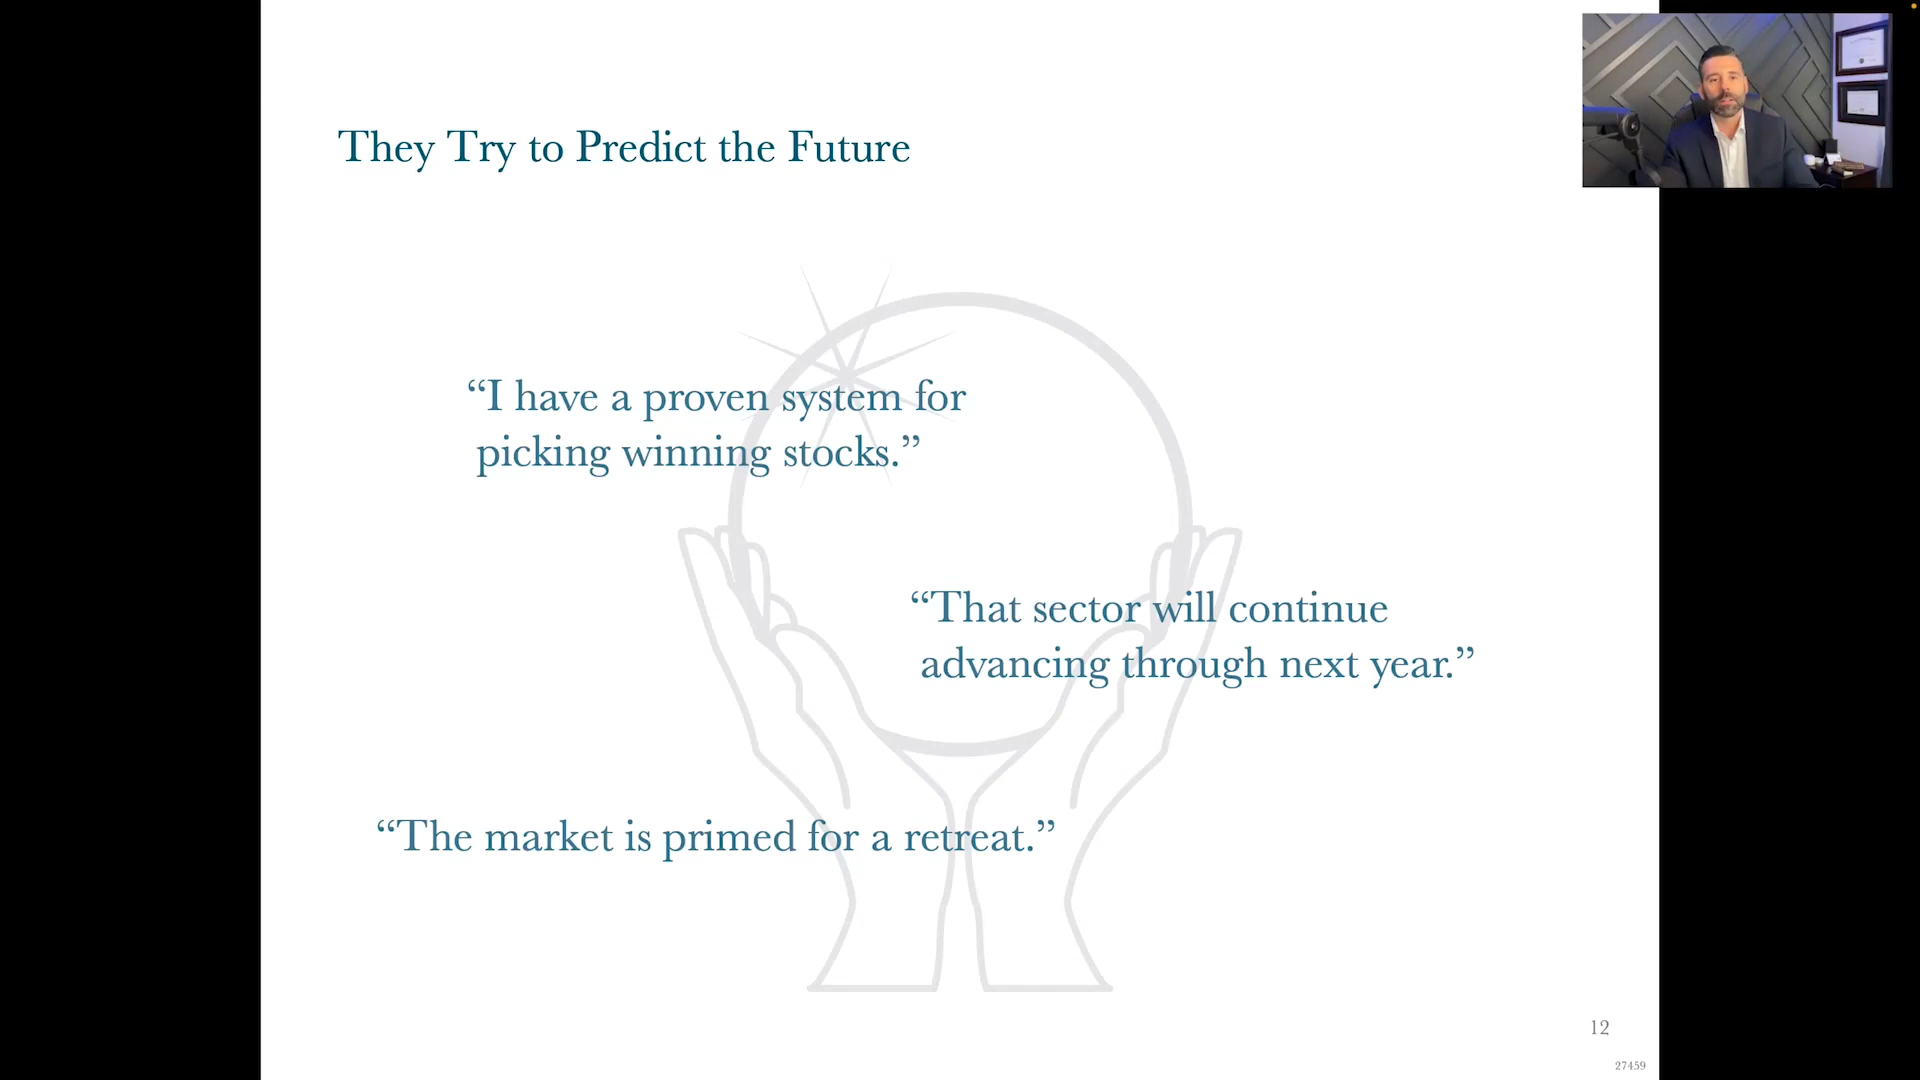 They Try to Predict the Future
“I have a proven system for
picking winning stocks.”
“That sector will continue
advancing through next year.”
“The market is primed for a retreat.”
12
27459